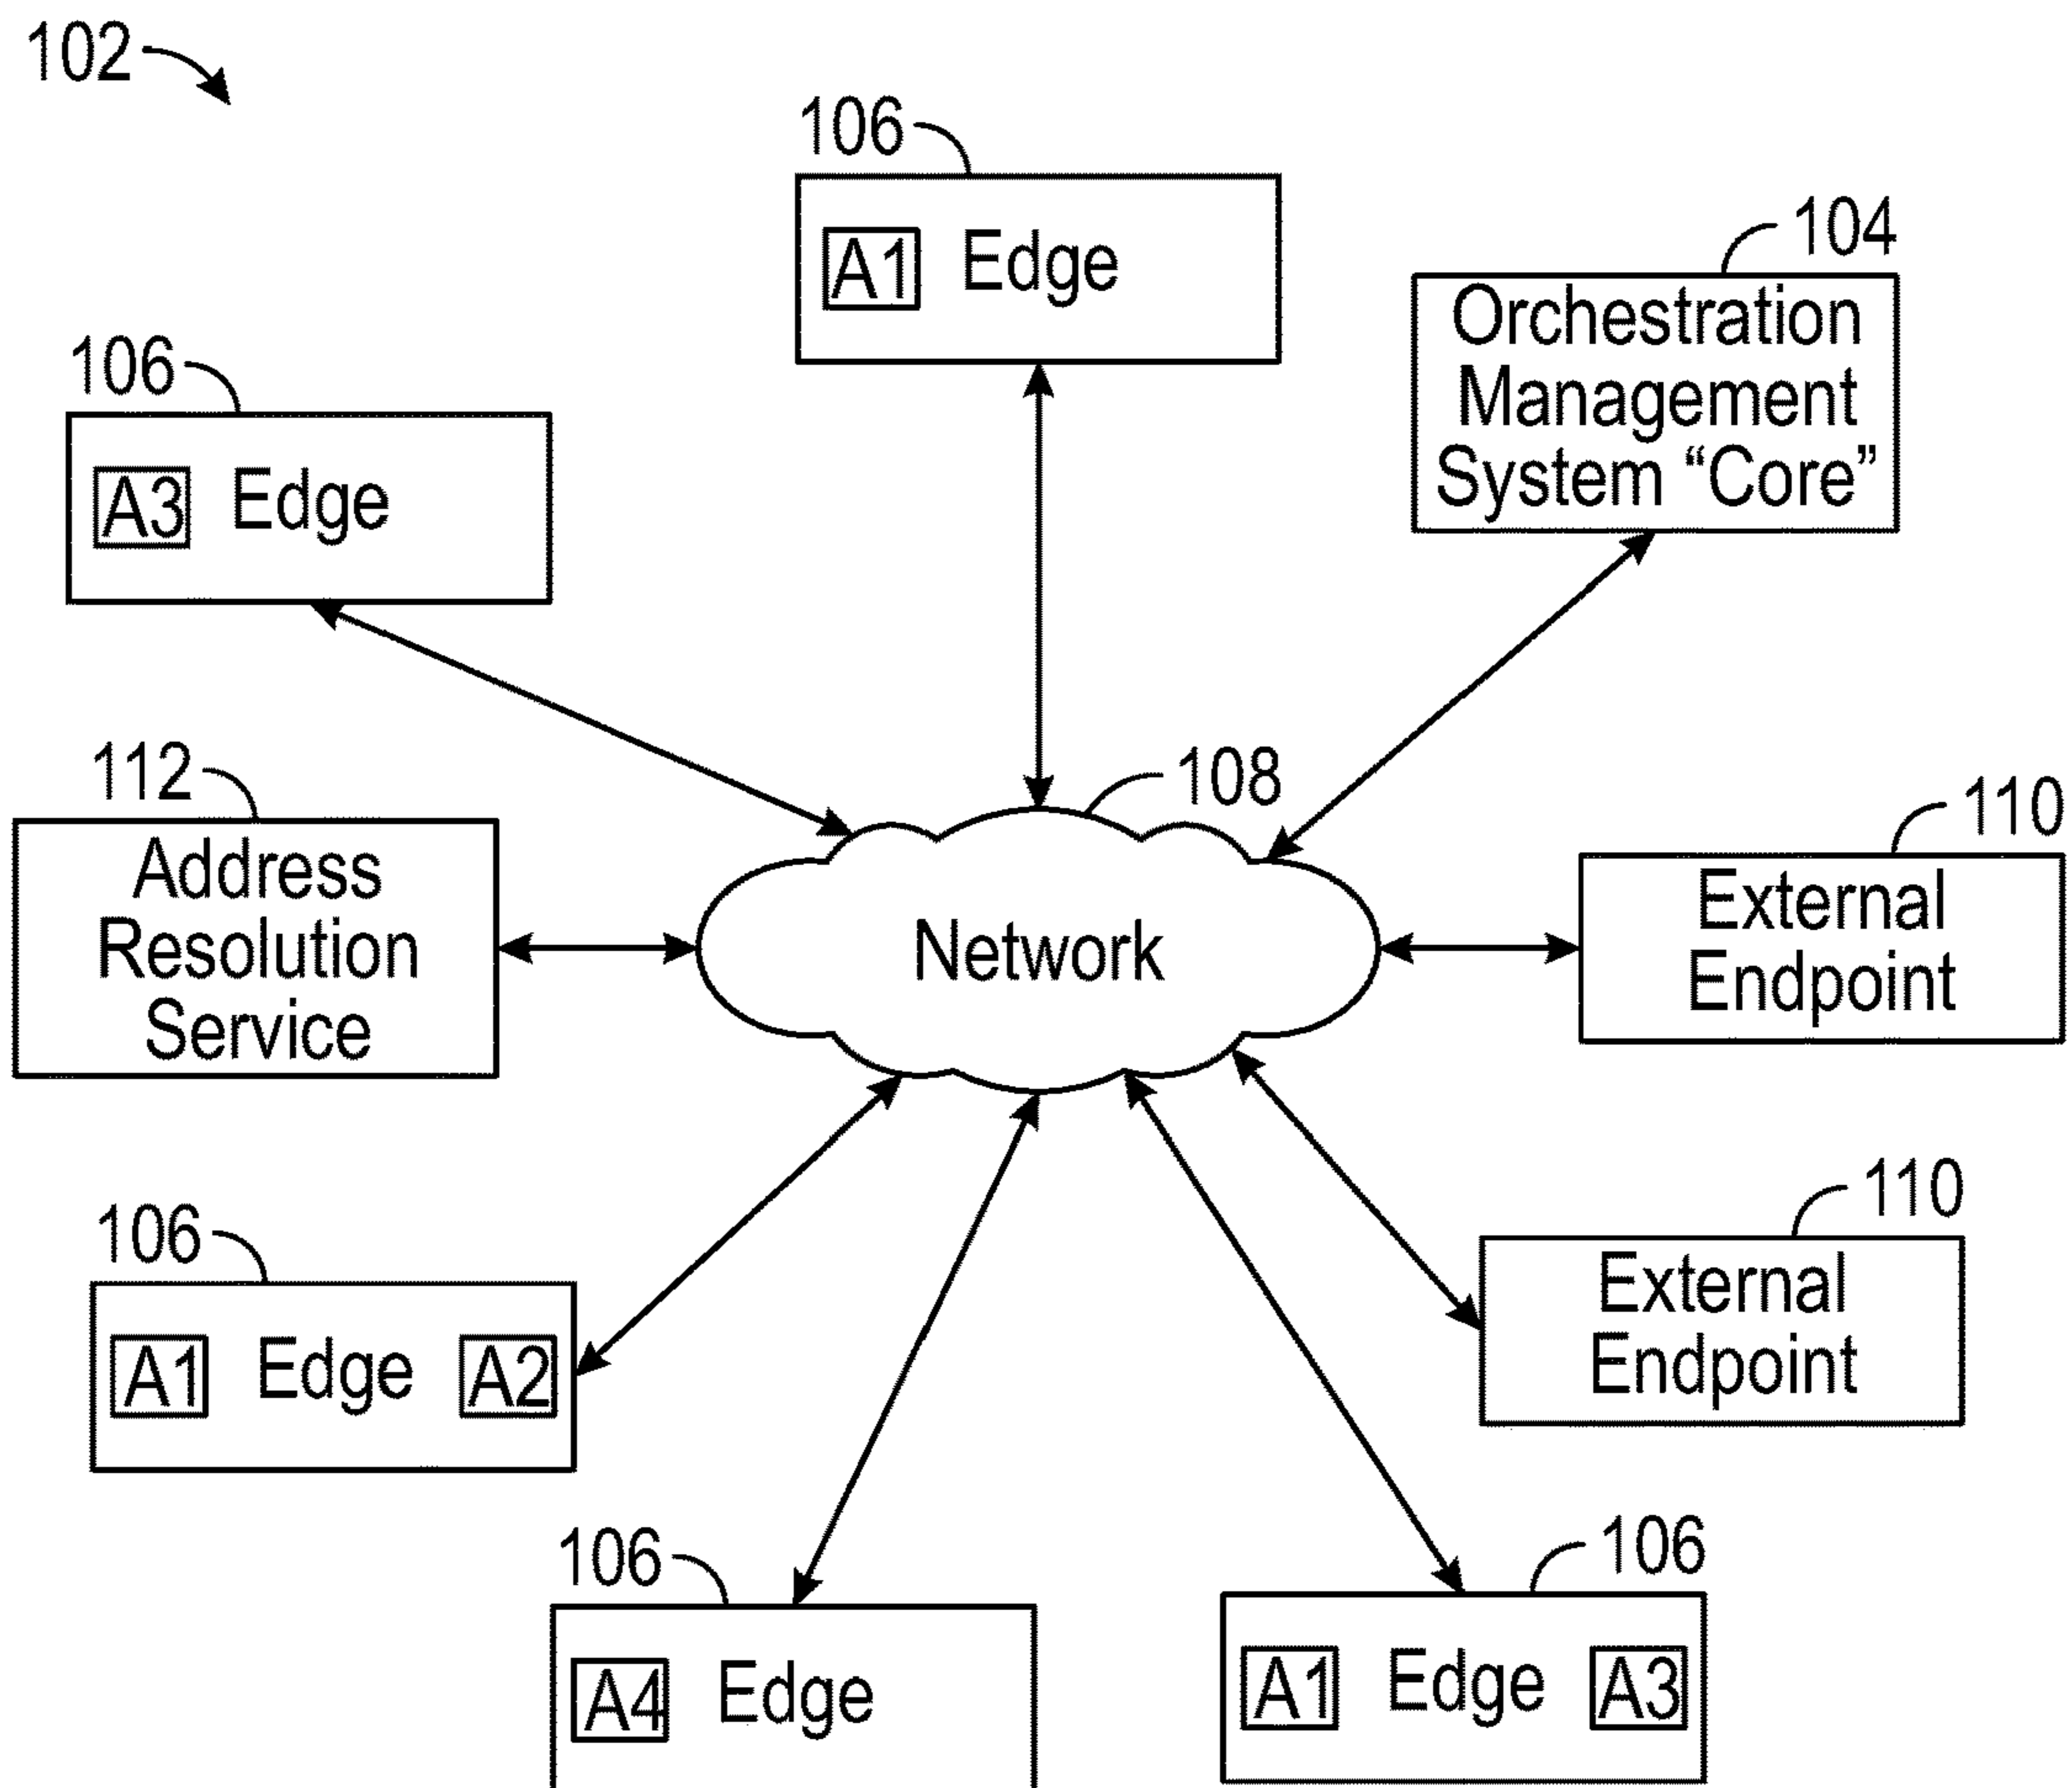 102
106
A1 Edge
104
Orchestration
Management
System “Core”
106
A3 Edge
112
Address
Resolution
Service
108
Network
110
External
Endpoint
106
A1 Edge A2
110
External
Endpoint
106
A4 Edge
106
A1 Edge A3